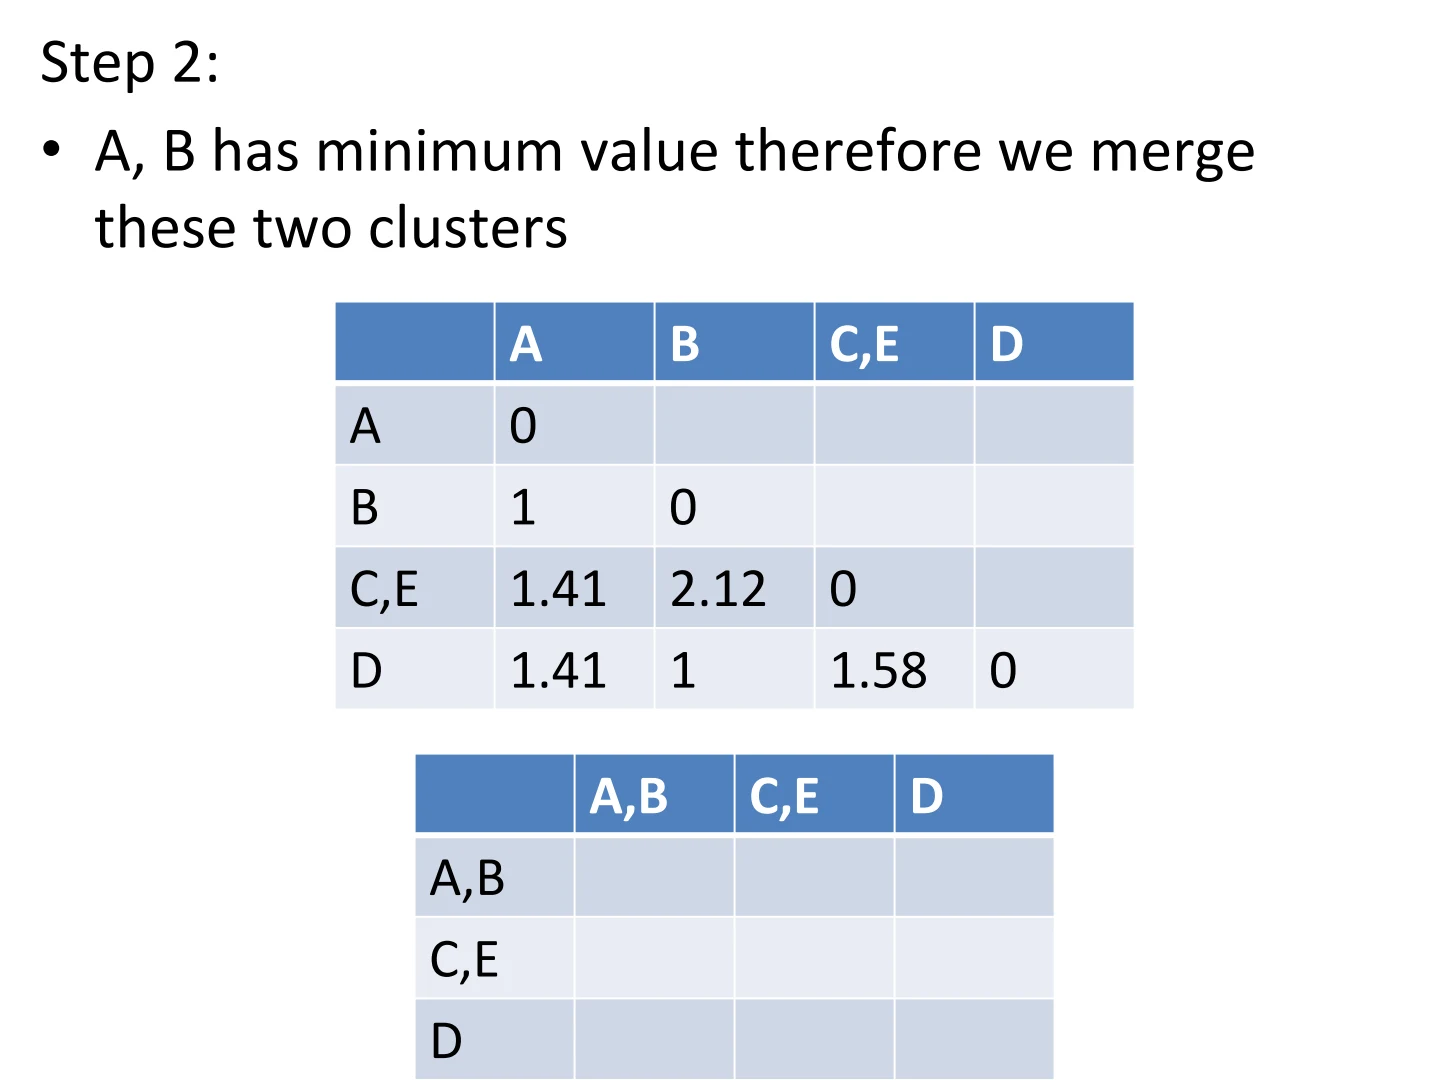 Step 2:
• A, B has minimum value therefore we merge
these two clusters
A B C,E D
A 0
B 1 0
C,E 1.41 2.12 0
D 1.41 1 1.58 0
A,B C,E D
A,B
C,E
D